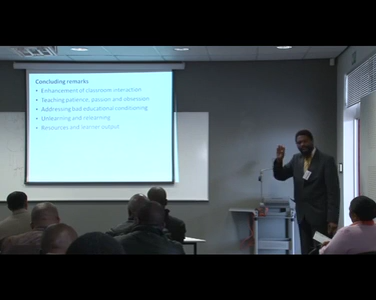 Concluding remarks
• Enhancement of classroom interaction
• Teaching patience, passion and obsession
• Addressing bad educational conditioning
• Unlearning and relearning
• Resources and learner output